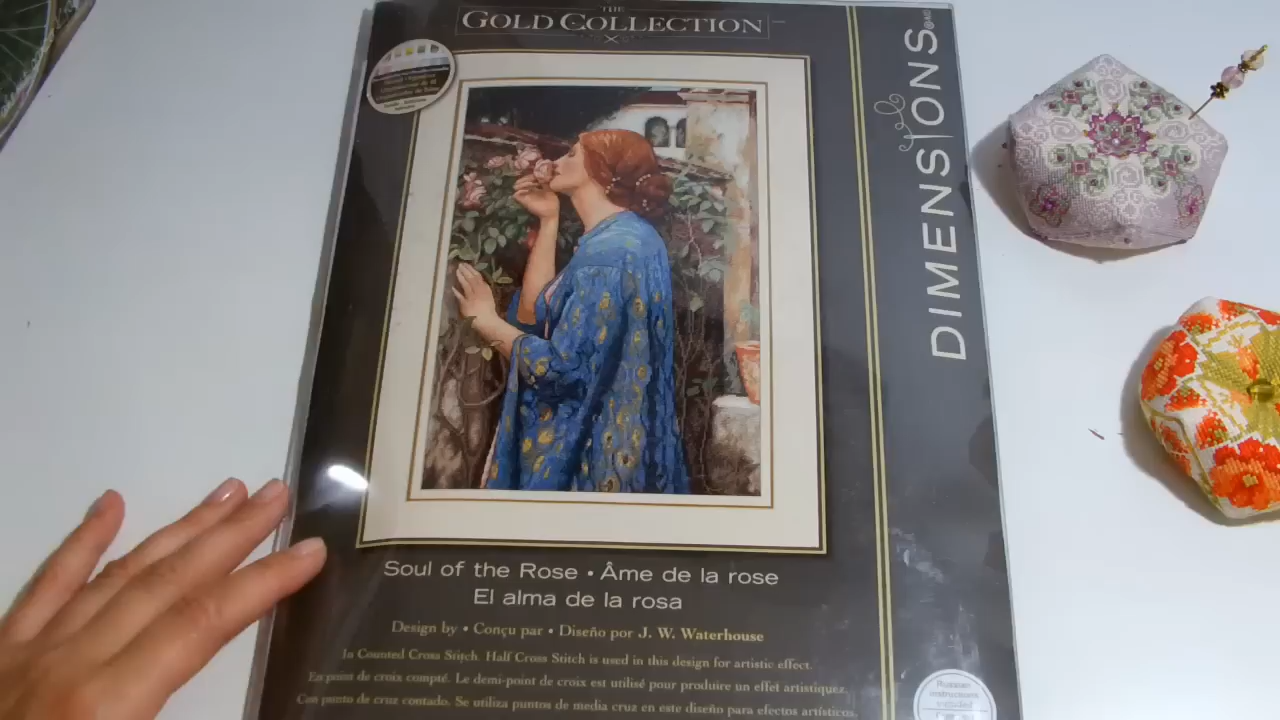 THE
GOLD COLLECTION
DIMENSIONS
Soul of the Rose • Âme de la rose
El alma de la rosa
Design by • Conçu par • Diseño por J. W. Waterhouse
In Counted Cross Stitch. Half Cross Stitch is used in this design for artistic effect.
En point de croix compté. Le demi-point de croix est utilisé pour produire un effet artistique.
Con punto de cruz contado. Se utiliza puntos de media cruz en este diseño para efectos artísticos.
Russian
instructions
included